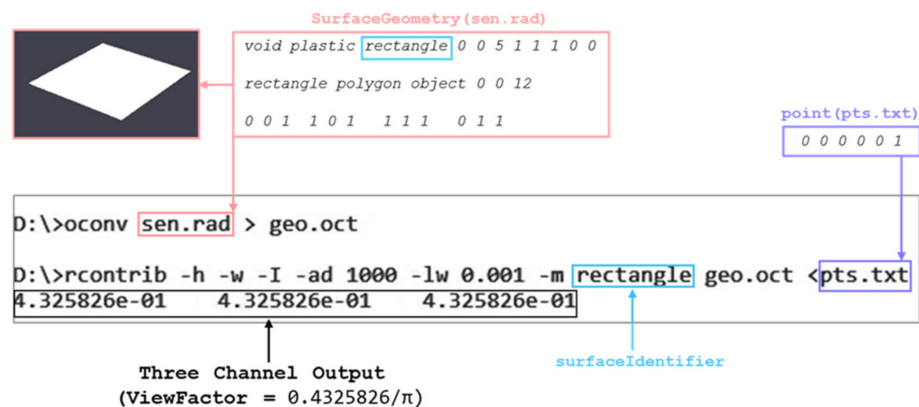 SurfaceGeometry(sen.rad)
void plastic rectangle 0 0 5 1 1 1 0 0
rectangle polygon object 0 0 12
0 0 1 1 0 1 1 1 1 0 1 1
point(pts.txt)
0 0 0 0 0 1
D:\>oconv sen.rad > geo.oct
D:\>rcontrib -h -w -I -ad 1000 -lw 0.001 -m rectangle geo.oct <pts.txt
4.325826e-01 4.325826e-01 4.325826e-01
surfaceIdentifier
Three Channel Output
(ViewFactor = 0.4325826/π)